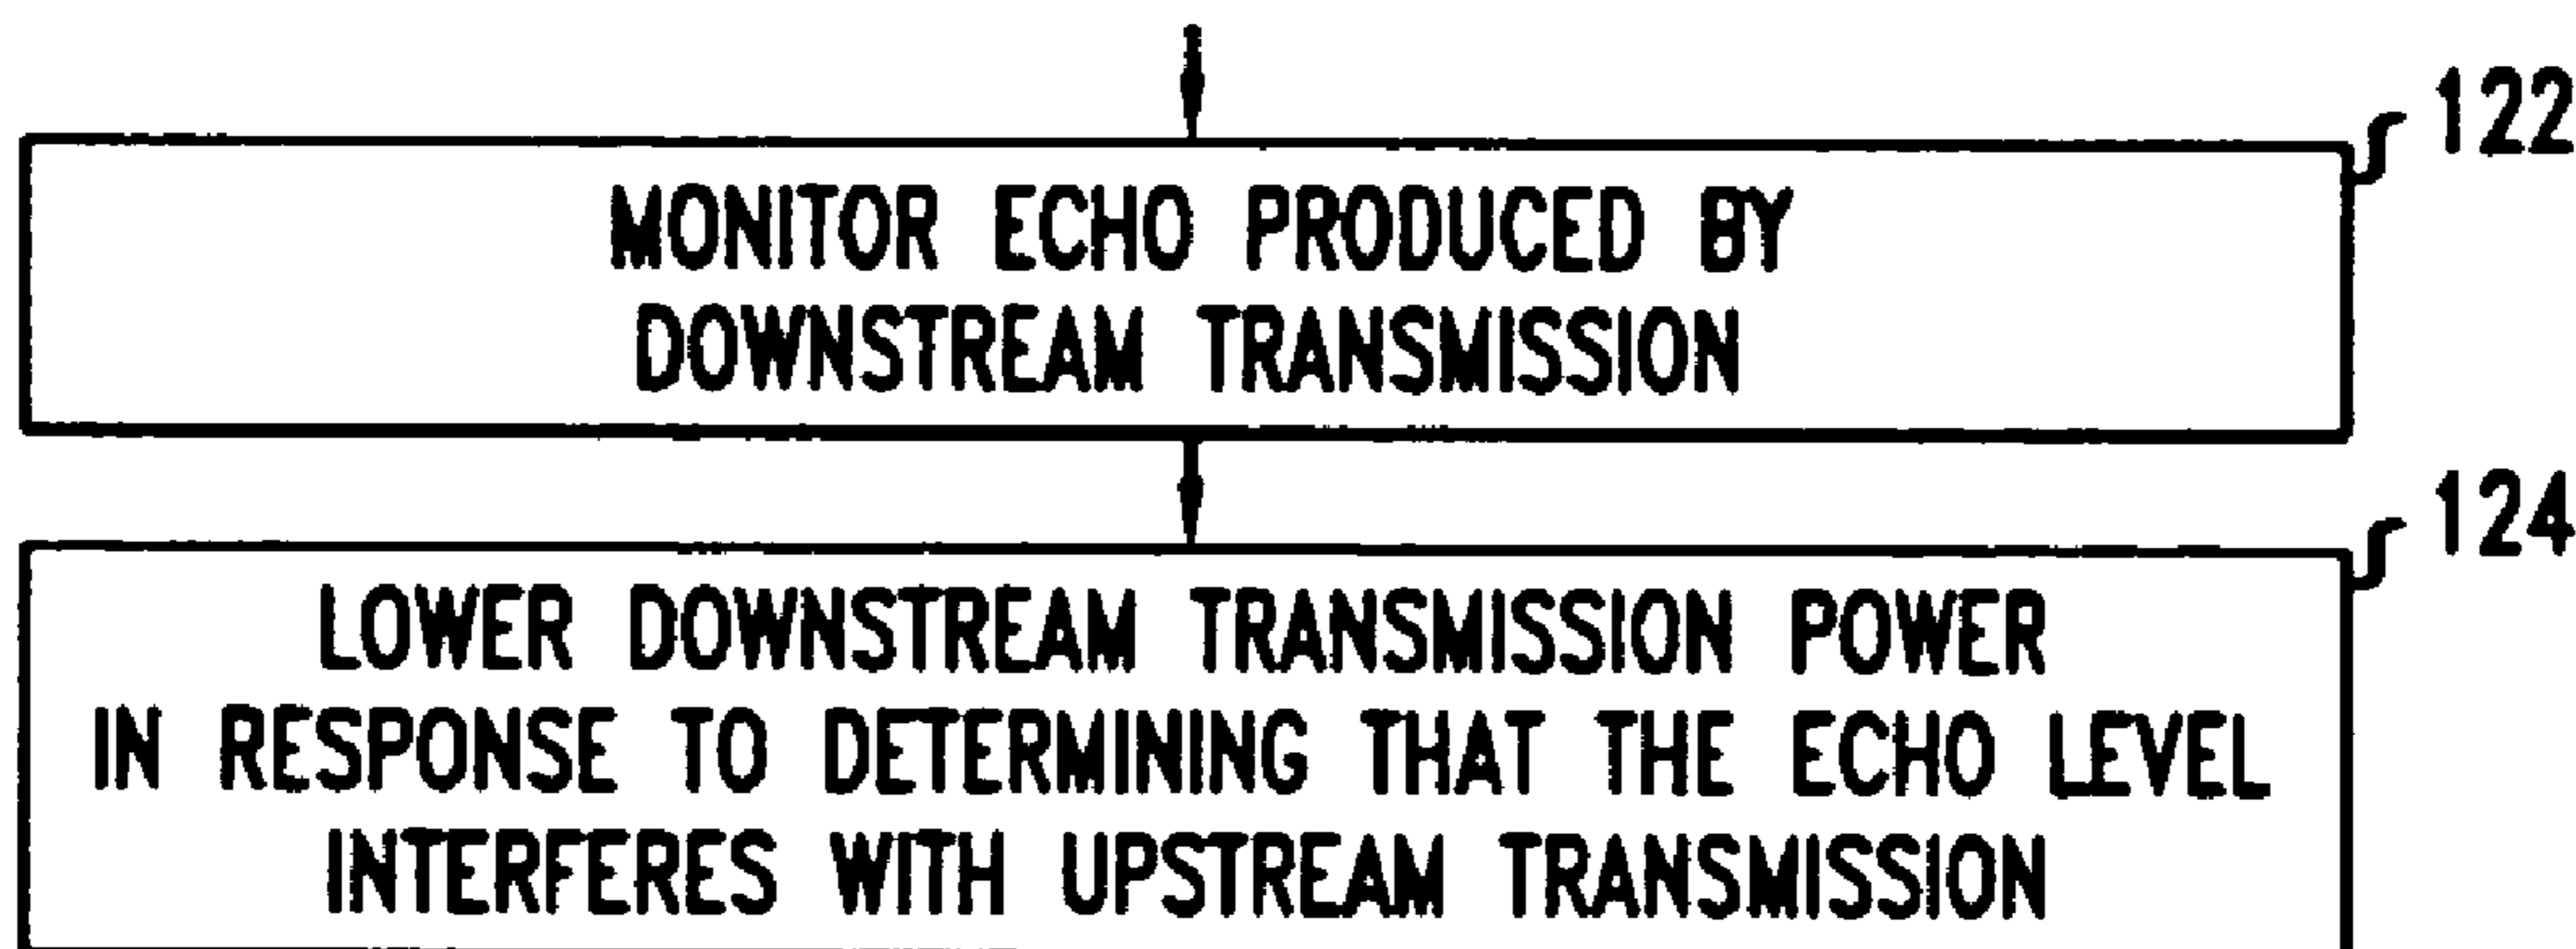 122
MONITOR ECHO PRODUCED BY
DOWNSTREAM TRANSMISSION
124
LOWER DOWNSTREAM TRANSMISSION POWER
IN RESPONSE TO DETERMINING THAT THE ECHO LEVEL
INTERFERES WITH UPSTREAM TRANSMISSION